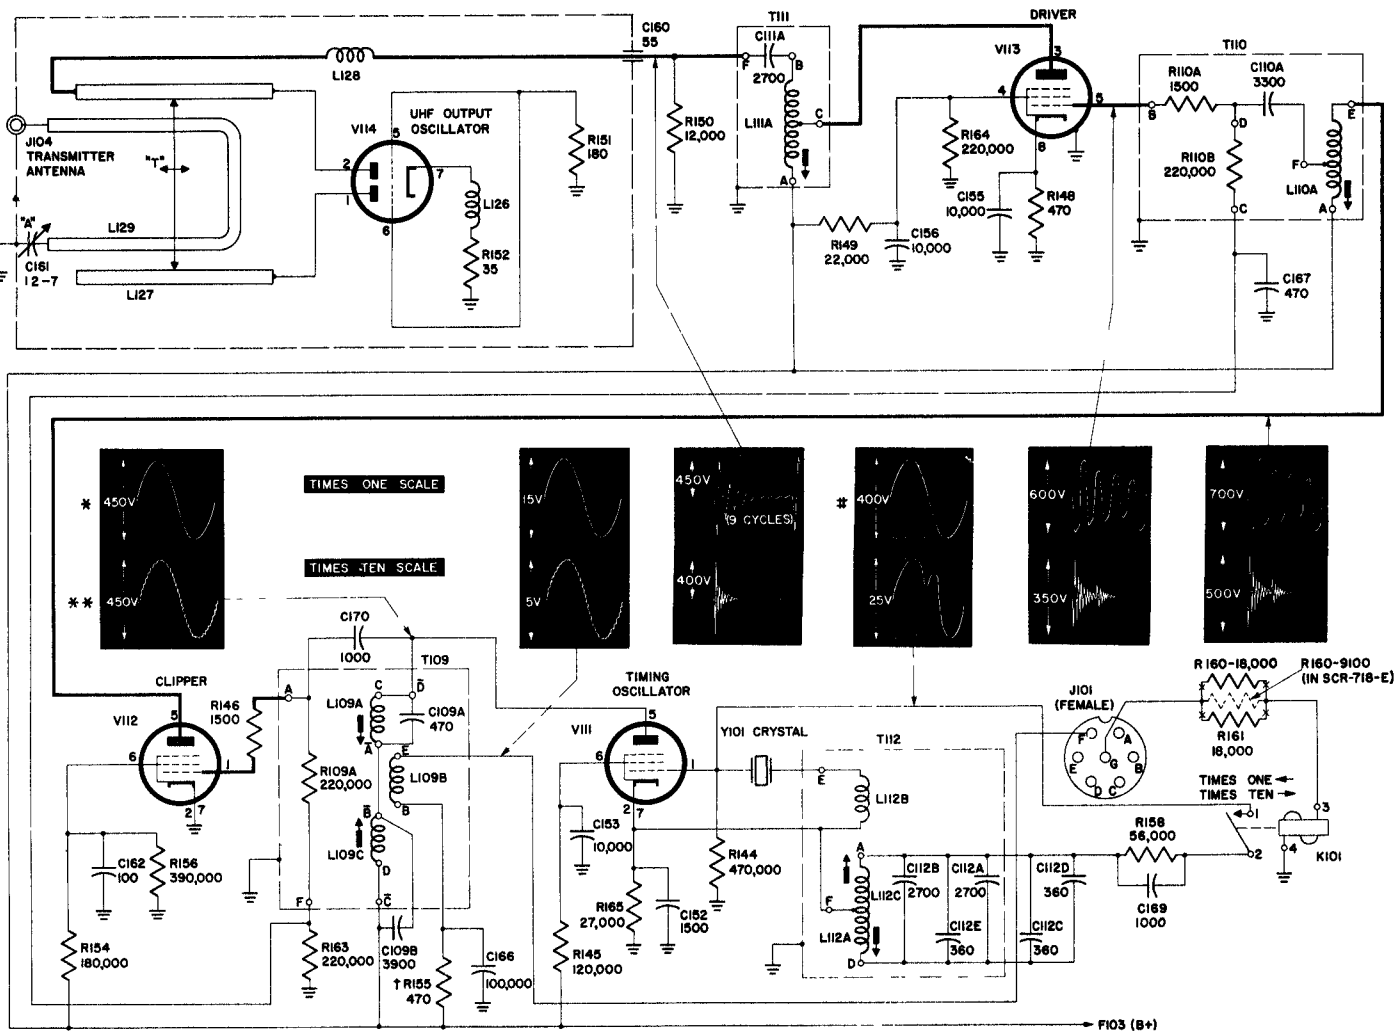 C160
55
T111
C111A
F
B
2700
L111A
C
A
DRIVER
V113
3
4
5
8
T110
R110A
1500
C110A
3300
B
D
E
R110B
220,000
F
L110A
C
A
L128
UHF OUTPUT
OSCILLATOR
V114
5
2
1
7
6
L126
R152
35
R151
180
R150
12,000
J104
TRANSMITTER
ANTENNA
"T"
"A"
L129
C161
12-7
L127
R164
220,000
C155
10,000
R148
470
R149
22,000
C156
10,000
C167
470
*
450V
**
450V
TIMES ONE SCALE
TIMES TEN SCALE
15V
5V
450V
(9 CYCLES)
400V
#
400V
25V
600V
350V
700V
500V
C170
1000
T109
CLIPPER
V112
5
6
1
2
7
R146
1500
A
L109A
C
D̄
C109A
470
Ā
E
R109A
220,000
L109B
B
B̄
L109C
D
F
C̄
C162
100
R156
390,000
R154
180,000
R163
220,000
C109B
3900
†R155
470
C166
100,000
TIMING
OSCILLATOR
V111
5
6
1
2
7
Y101 CRYSTAL
T112
E
L112B
C153
10,000
R144
470,000
R165
27,000
C152
1500
R145
120,000
A
F
L112C
L112A
D
C112B
2700
C112A
2700
C112D
360
C112E
360
C112C
360
J101
(FEMALE)
F
A
G
E
B
D
C
R160-18,000
R160-9100
(IN SCR-718-E)
R161
18,000
TIMES ONE
TIMES TEN
R158
56,000
C169
1000
1
2
3
4
K101
F103 (B+)